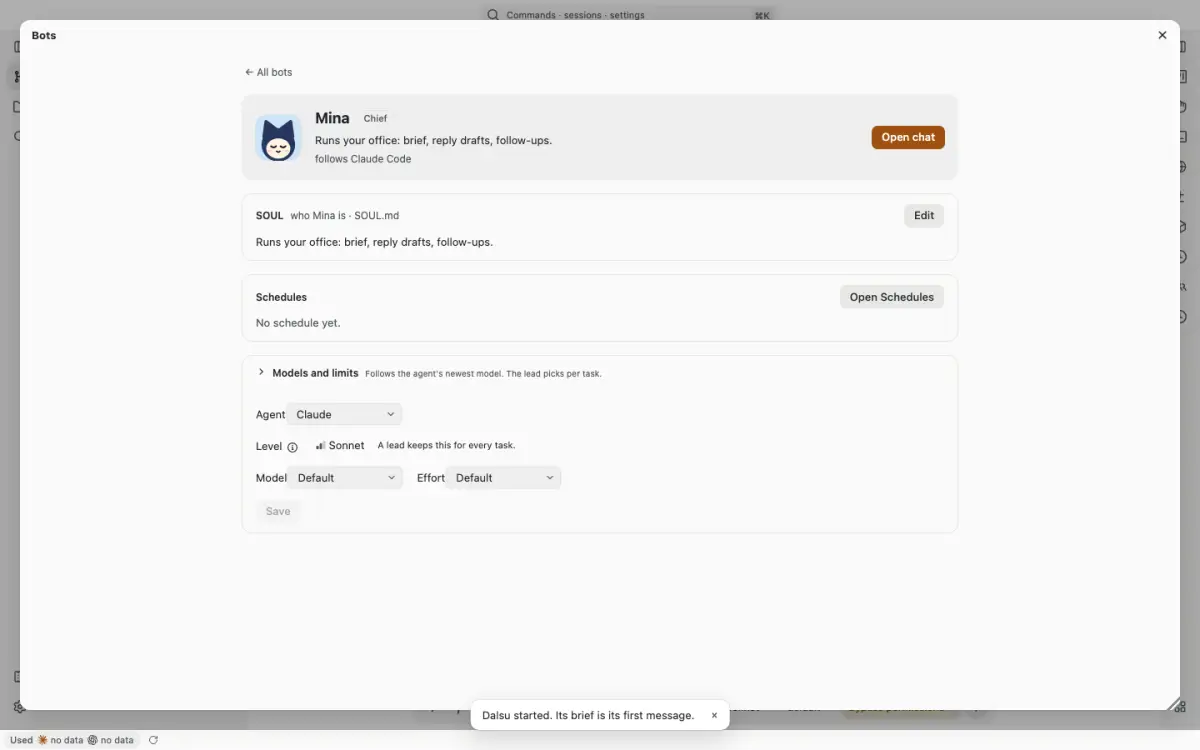 Commands · sessions · settings ⌘K
Bots
← All bots
Mina Chief
Runs your office: brief, reply drafts, follow-ups.
follows Claude Code
Open chat
SOUL who Mina is · SOUL.md
Edit
Runs your office: brief, reply drafts, follow-ups.
Schedules
Open Schedules
No schedule yet.
Models and limits Follows the agent's newest model. The lead picks per task.
Agent Claude
Level Sonnet A lead keeps this for every task.
Model Default Effort Default
Save
Dalsu started. Its brief is its first message. ×
Used no data no data